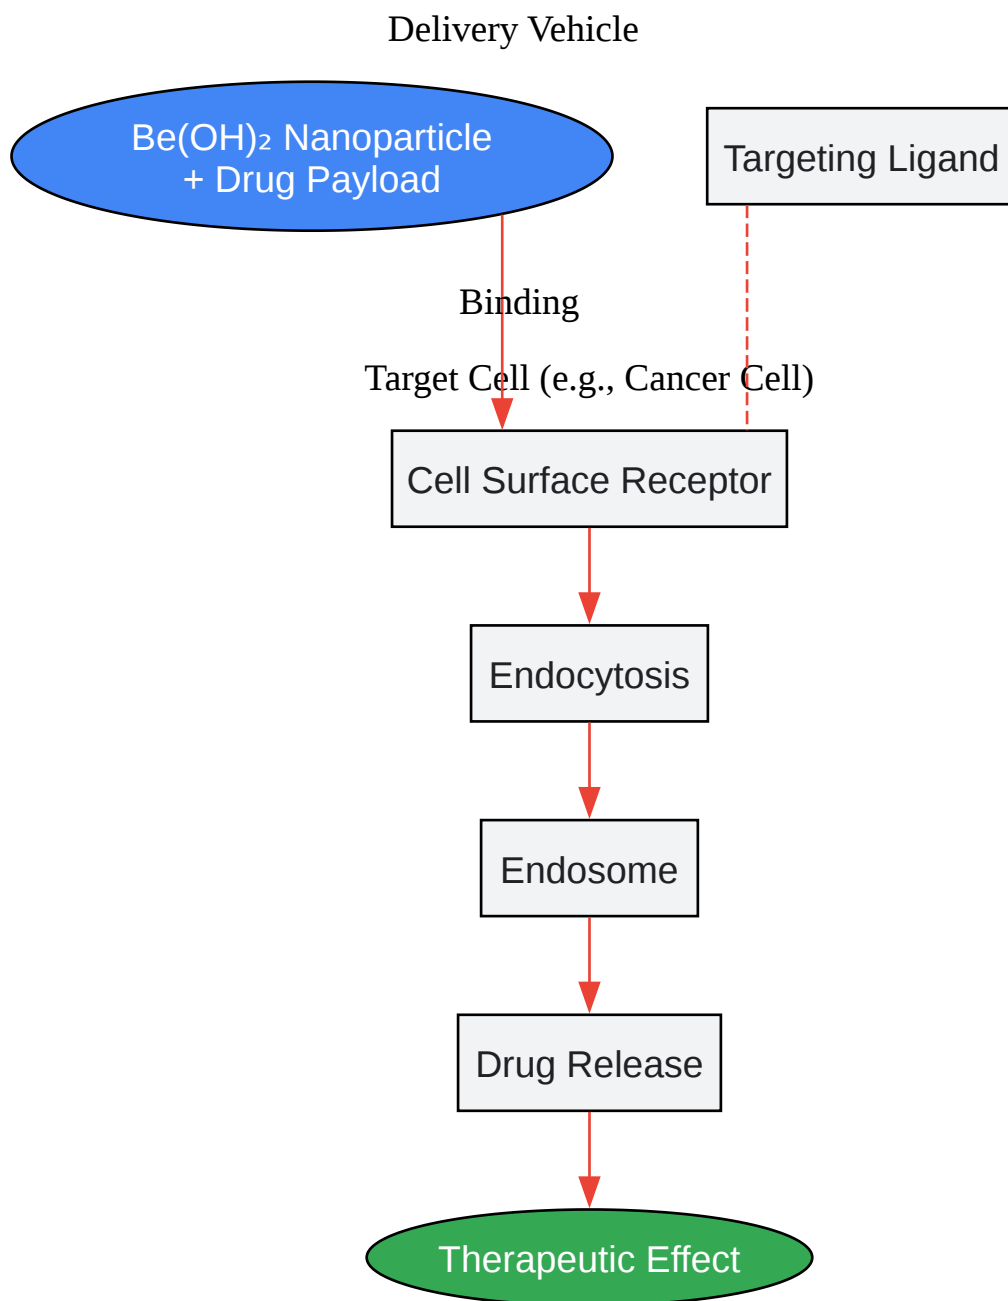 Delivery Vehicle
Be(OH)₂ Nanoparticle
+ Drug Payload
Targeting Ligand
Binding
Target Cell (e.g., Cancer Cell)
Cell Surface Receptor
Endocytosis
Endosome
Drug Release
Therapeutic Effect